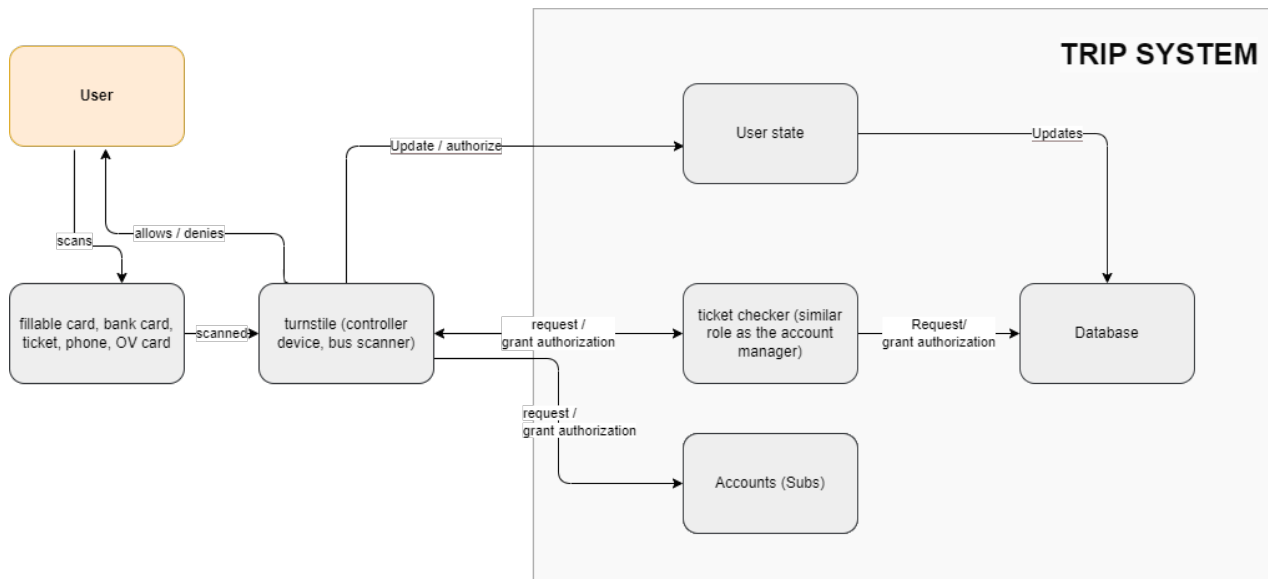 TRIP SYSTEM
User
User state
Update / authorize
Updates
scans
allows / denies
fillable card, bank card,
ticket, phone, OV card
scanned
turnstile (controller
device, bus scanner)
request /
grant authorization
ticket checker (similar
role as the account
manager)
Request/
grant authorization
Database
request /
grant authorization
Accounts (Subs)